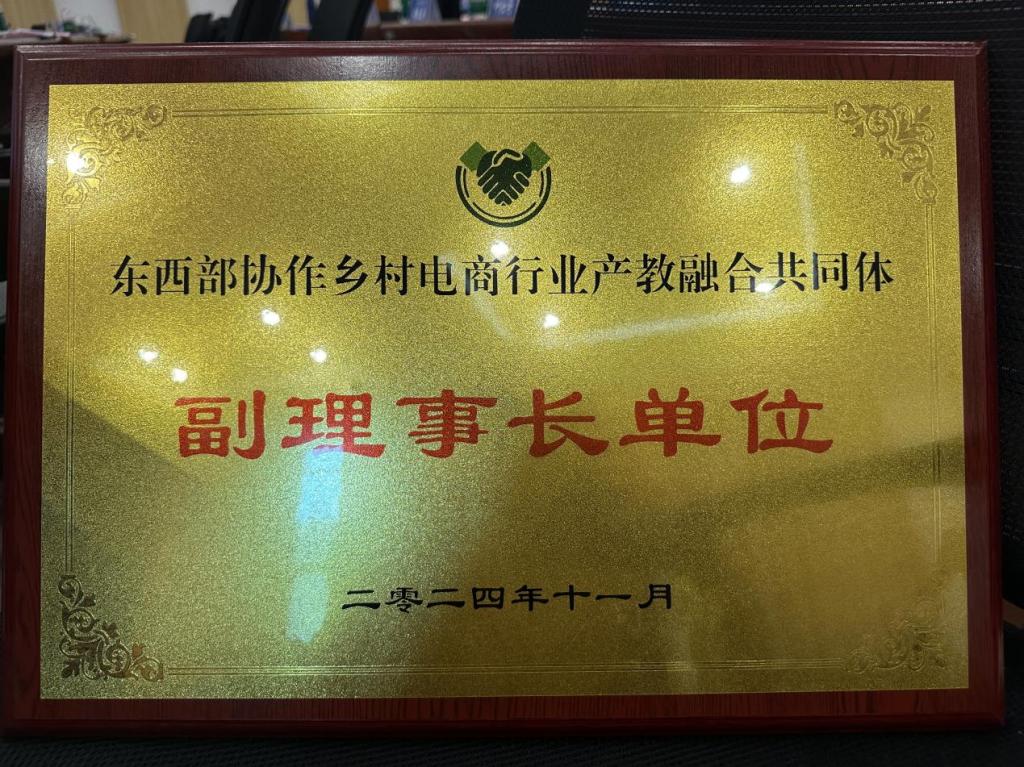 东西部协作乡村电商行业产教融合共同体
副理事长单位
二零二四年十一月